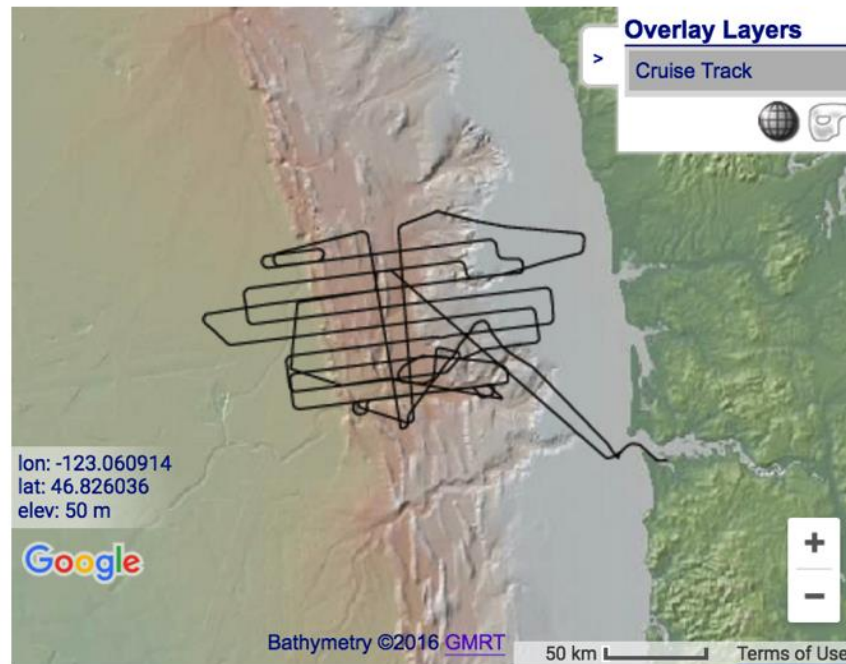 Overlay Layers
>
Cruise Track
lon: -123.060914
lat: 46.826036
elev: 50 m
Google
+
−
Bathymetry ©2016 GMRT
50 km
Terms of Use